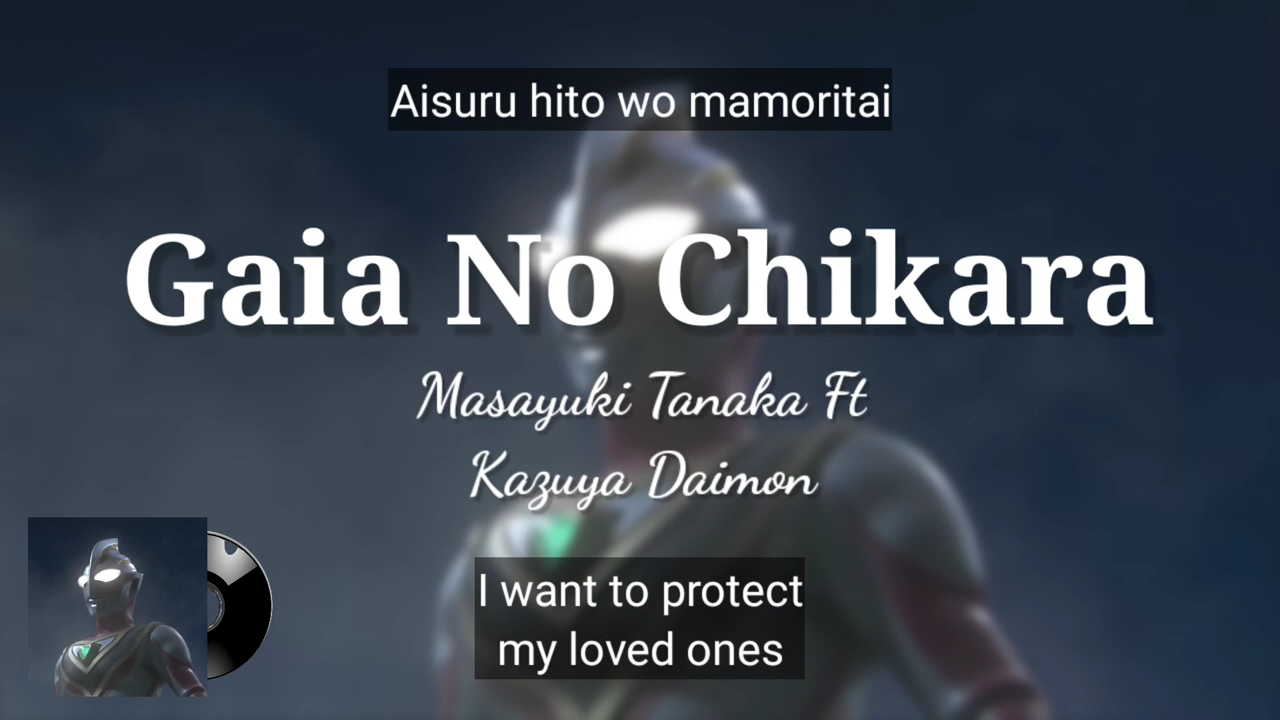 Aisuru hito wo mamoritai
Gaia No Chikara
Masayuki Tanaka Ft
Kazuya Daimon
I want to protect
my loved ones